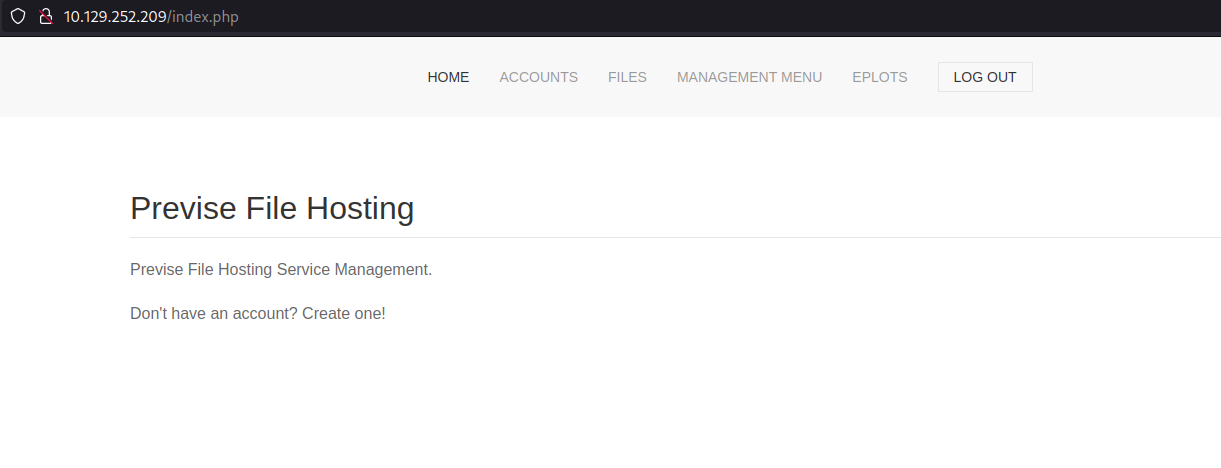 10.129.252.209/index.php
HOME ACCOUNTS FILES MANAGEMENT MENU EPLOTS LOG OUT
Previse File Hosting
Previse File Hosting Service Management.
Don't have an account? Create one!